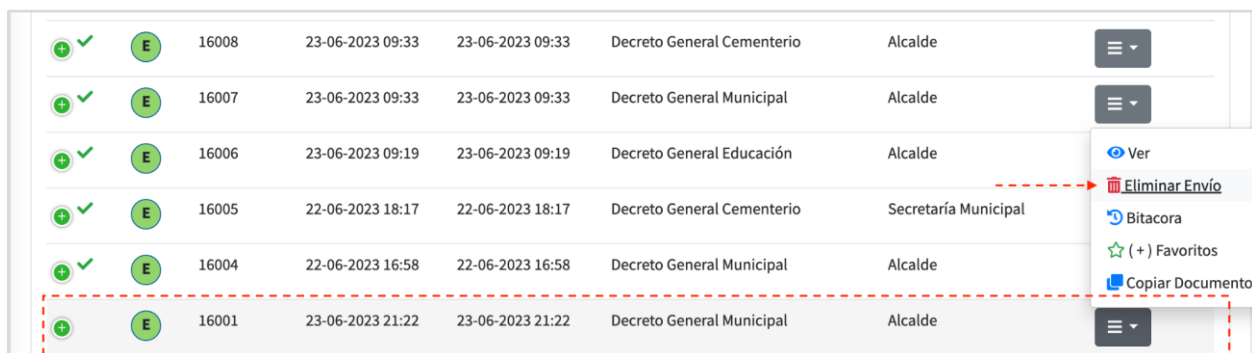 E 16008 23-06-2023 09:33 23-06-2023 09:33 Decreto General Cementerio Alcalde
E 16007 23-06-2023 09:33 23-06-2023 09:33 Decreto General Municipal Alcalde
E 16006 23-06-2023 09:19 23-06-2023 09:19 Decreto General Educación Alcalde
E 16005 22-06-2023 18:17 22-06-2023 18:17 Decreto General Cementerio Secretaría Municipal
E 16004 22-06-2023 16:58 22-06-2023 16:58 Decreto General Municipal Alcalde
E 16001 23-06-2023 21:22 23-06-2023 21:22 Decreto General Municipal Alcalde
Ver
Eliminar Envío
Bitacora
(+) Favoritos
Copiar Documento